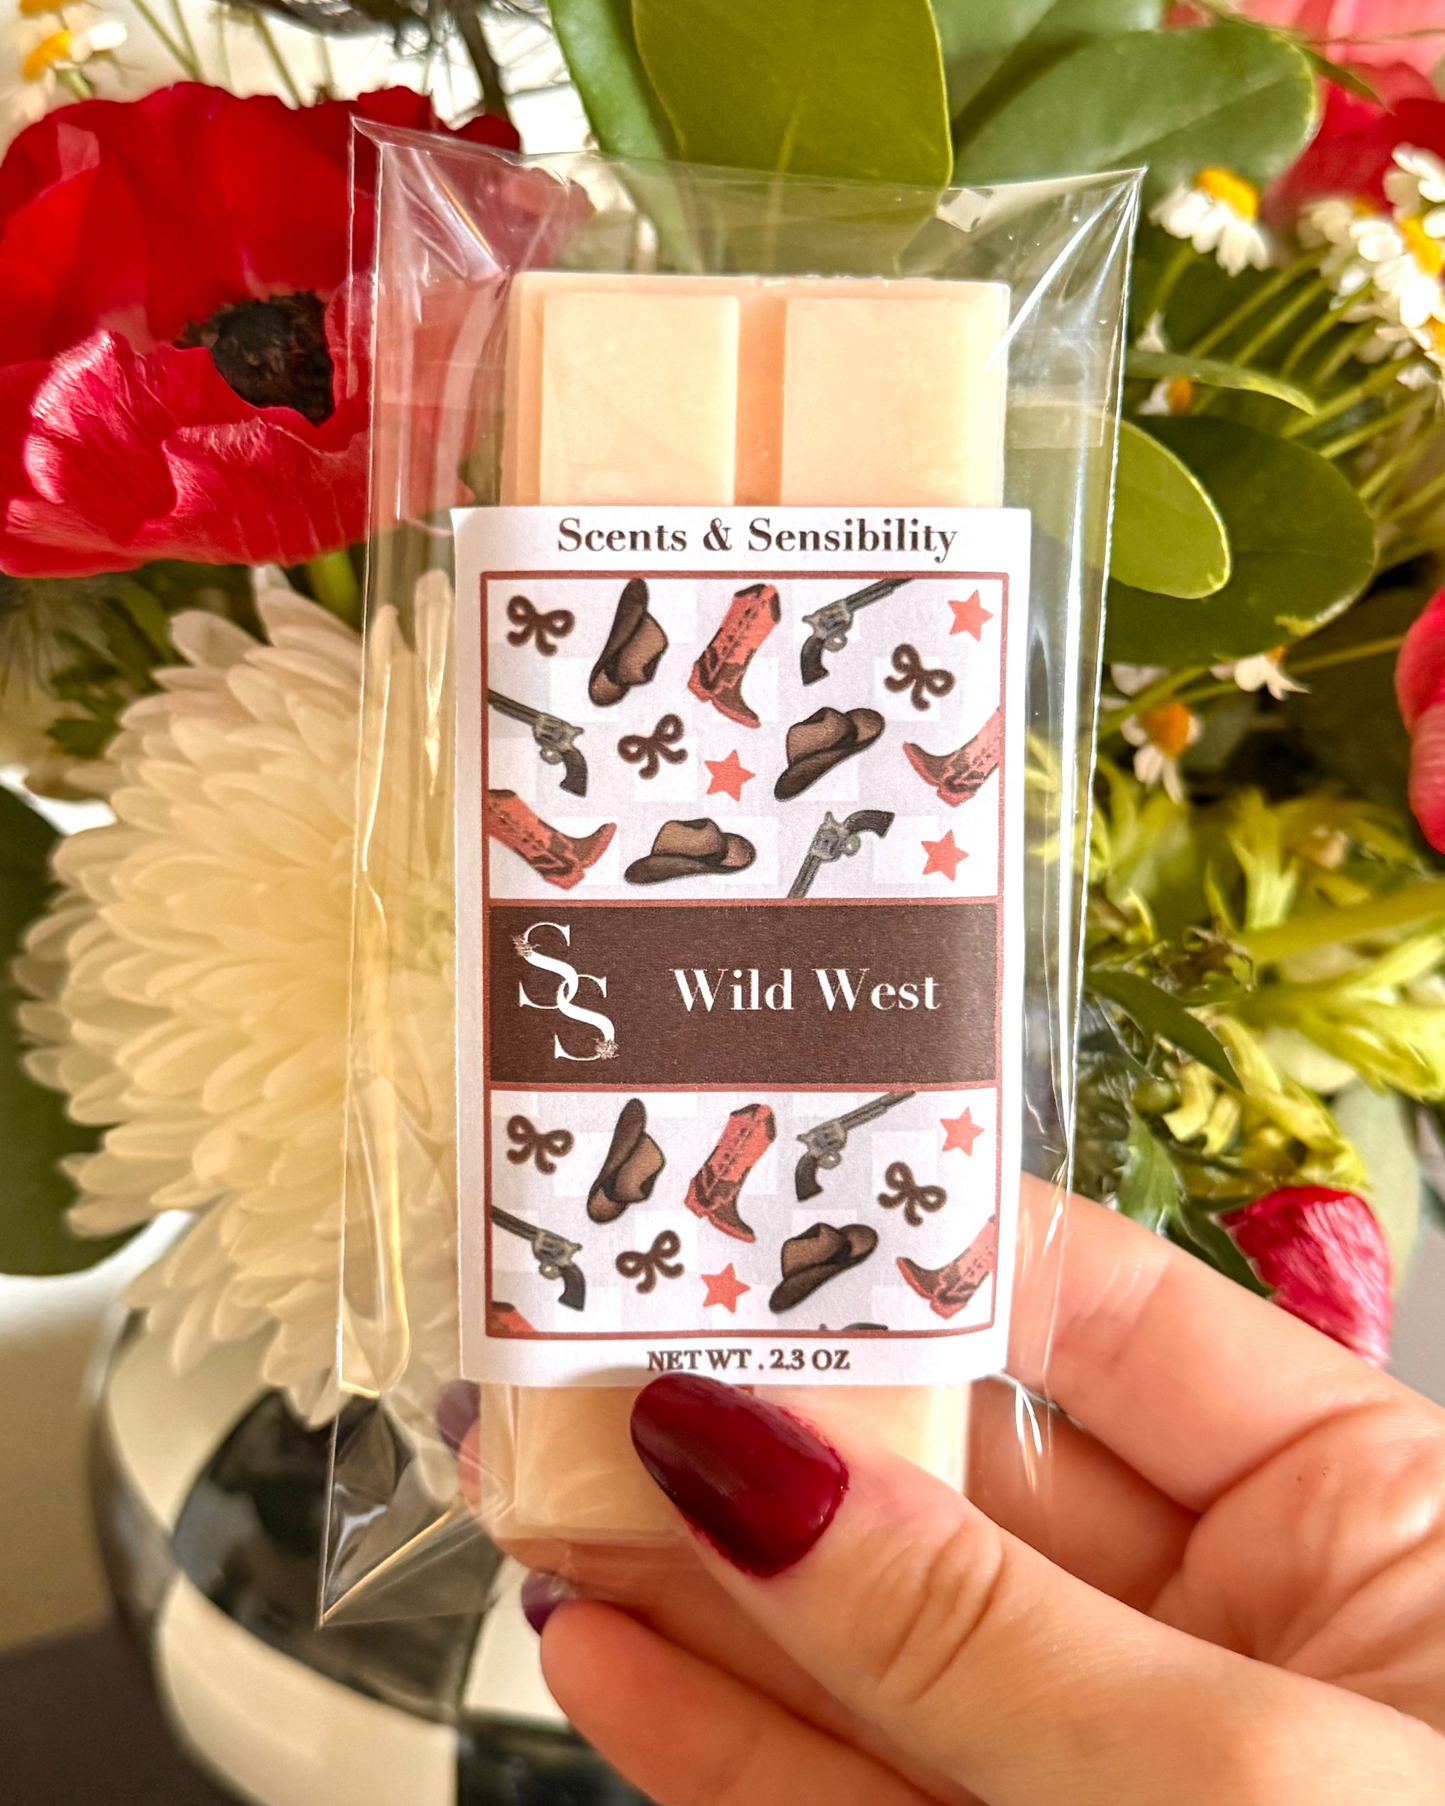 Scents & Sensibility
SS
Wild West
NET WT . 2.3 OZ